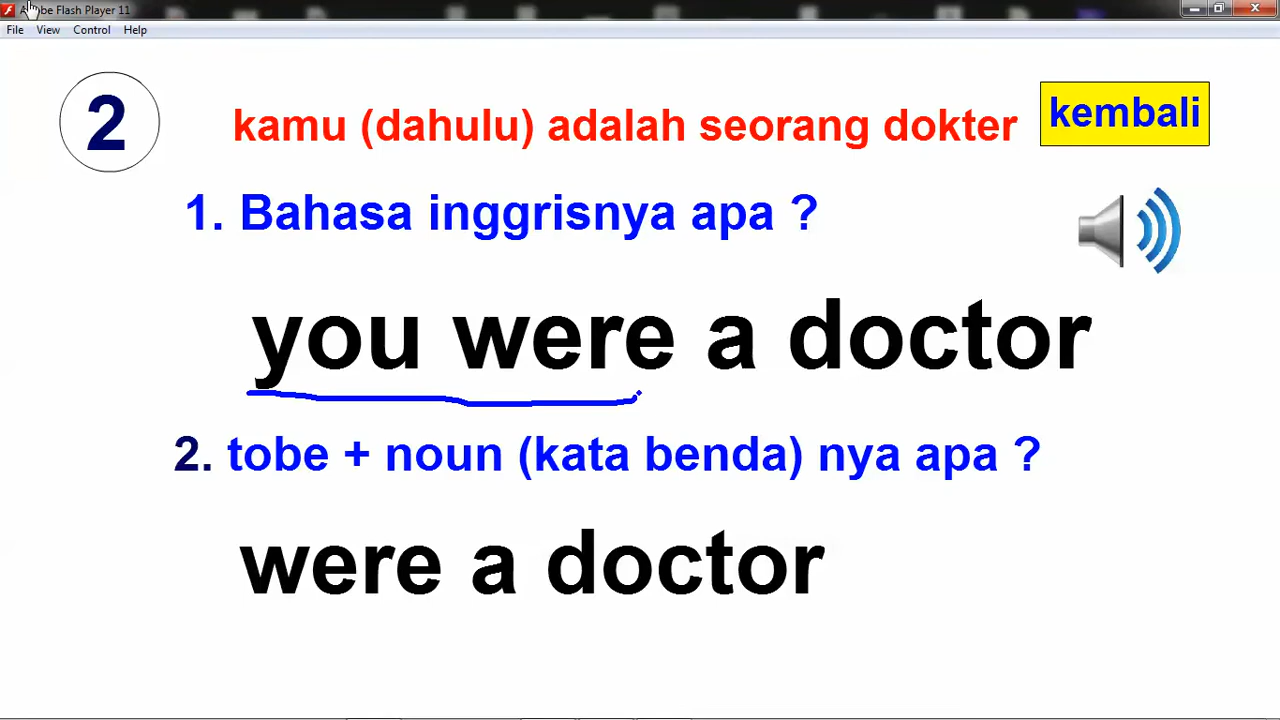 Adobe Flash Player 11
File View Control Help
2
kamu (dahulu) adalah seorang dokter
kembali
1. Bahasa inggrisnya apa ?
you were a doctor
2. tobe + noun (kata benda) nya apa ?
were a doctor